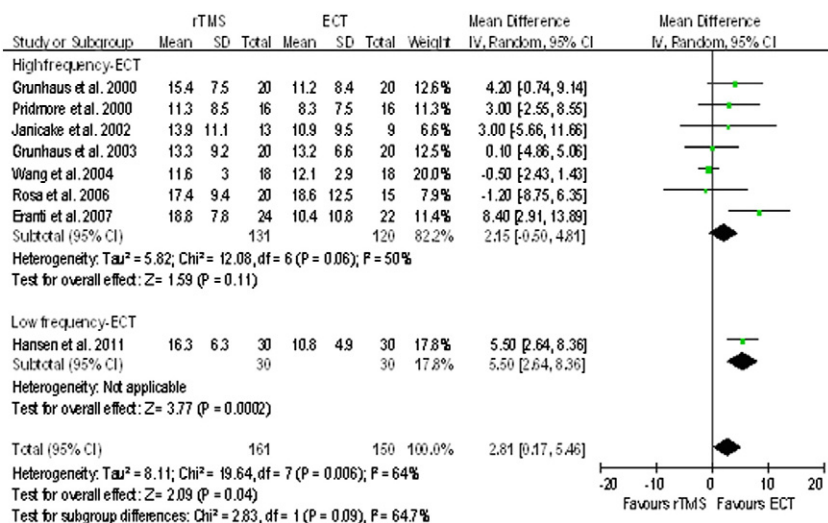 rTMS ECT Mean Difference Mean Difference
Study or Subgroup Mean SD Total Mean SD Total Weight IV, Random, 95% CI IV, Random, 95% CI
High frequency-ECT
Grunhaus et al. 2000 15.4 7.5 20 11.2 8.4 20 12.6% 4.20 [-0.74, 9.14]
Pridmore et al. 2000 11.3 8.5 16 8.3 7.5 16 11.3% 3.00 [-2.55, 8.55]
Janicake et al. 2002 13.9 11.1 13 10.9 9.5 9 6.6% 3.00 [-5.66, 11.66]
Grunhaus et al. 2003 13.3 9.2 20 13.2 6.6 20 12.5% 0.10 [-4.86, 5.06]
Wang et al. 2004 11.6 3 18 12.1 2.9 18 20.0% -0.50 [-2.43, 1.43]
Rosa et al. 2006 17.4 9.4 20 18.6 12.5 15 7.9% -1.20 [-8.75, 6.35]
Eranti et al. 2007 18.8 7.8 24 10.4 10.8 22 11.4% 8.40 [2.91, 13.89]
Subtotal (95% CI) 131 120 82.2% 2.15 [-0.50, 4.81]
Heterogeneity: Tau² = 5.82; Chi² = 12.08, df = 6 (P = 0.06); I² = 50%
Test for overall effect: Z = 1.59 (P = 0.11)
Low frequency-ECT
Hansen et al. 2011 16.3 6.3 30 10.8 4.9 30 17.8% 5.50 [2.64, 8.36]
Subtotal (95% CI) 30 30 17.8% 5.50 [2.64, 8.36]
Heterogeneity: Not applicable
Test for overall effect: Z = 3.77 (P = 0.0002)
Total (95% CI) 161 150 100.0% 2.81 [0.17, 5.46]
Heterogeneity: Tau² = 8.11; Chi² = 19.64, df = 7 (P = 0.006); I² = 64%
Test for overall effect: Z = 2.09 (P = 0.04)
Test for subgroup differences: Chi² = 2.83, df = 1 (P = 0.09), I² = 64.7%
-20 -10 0 10 20
Favours rTMS Favours ECT